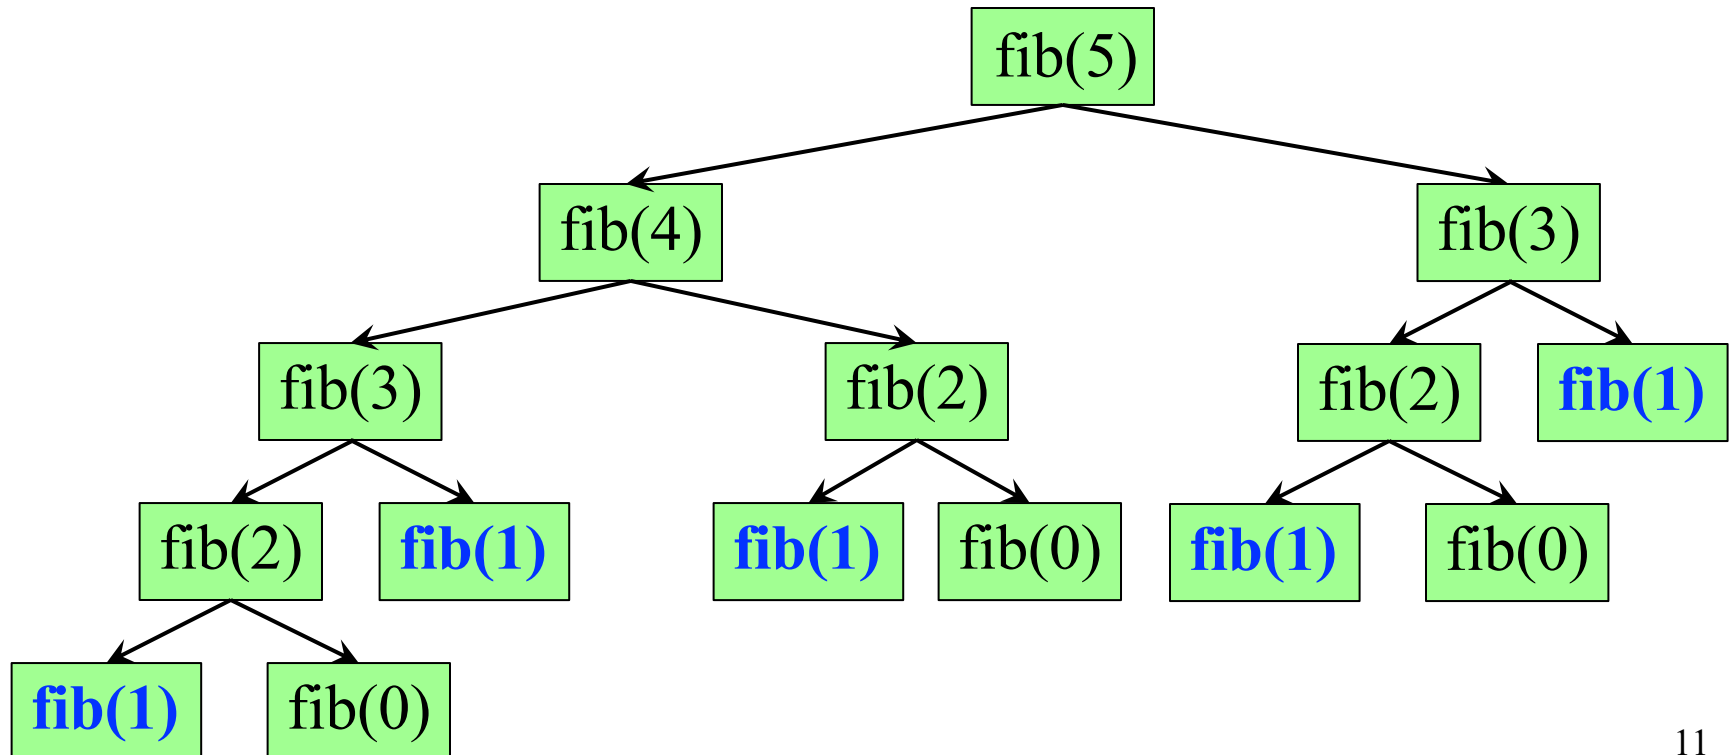 fib(5)
fib(4) fib(3)
fib(3) fib(2) fib(2) fib(1)
fib(2) fib(1) fib(1) fib(0) fib(1) fib(0)
fib(1) fib(0)
11